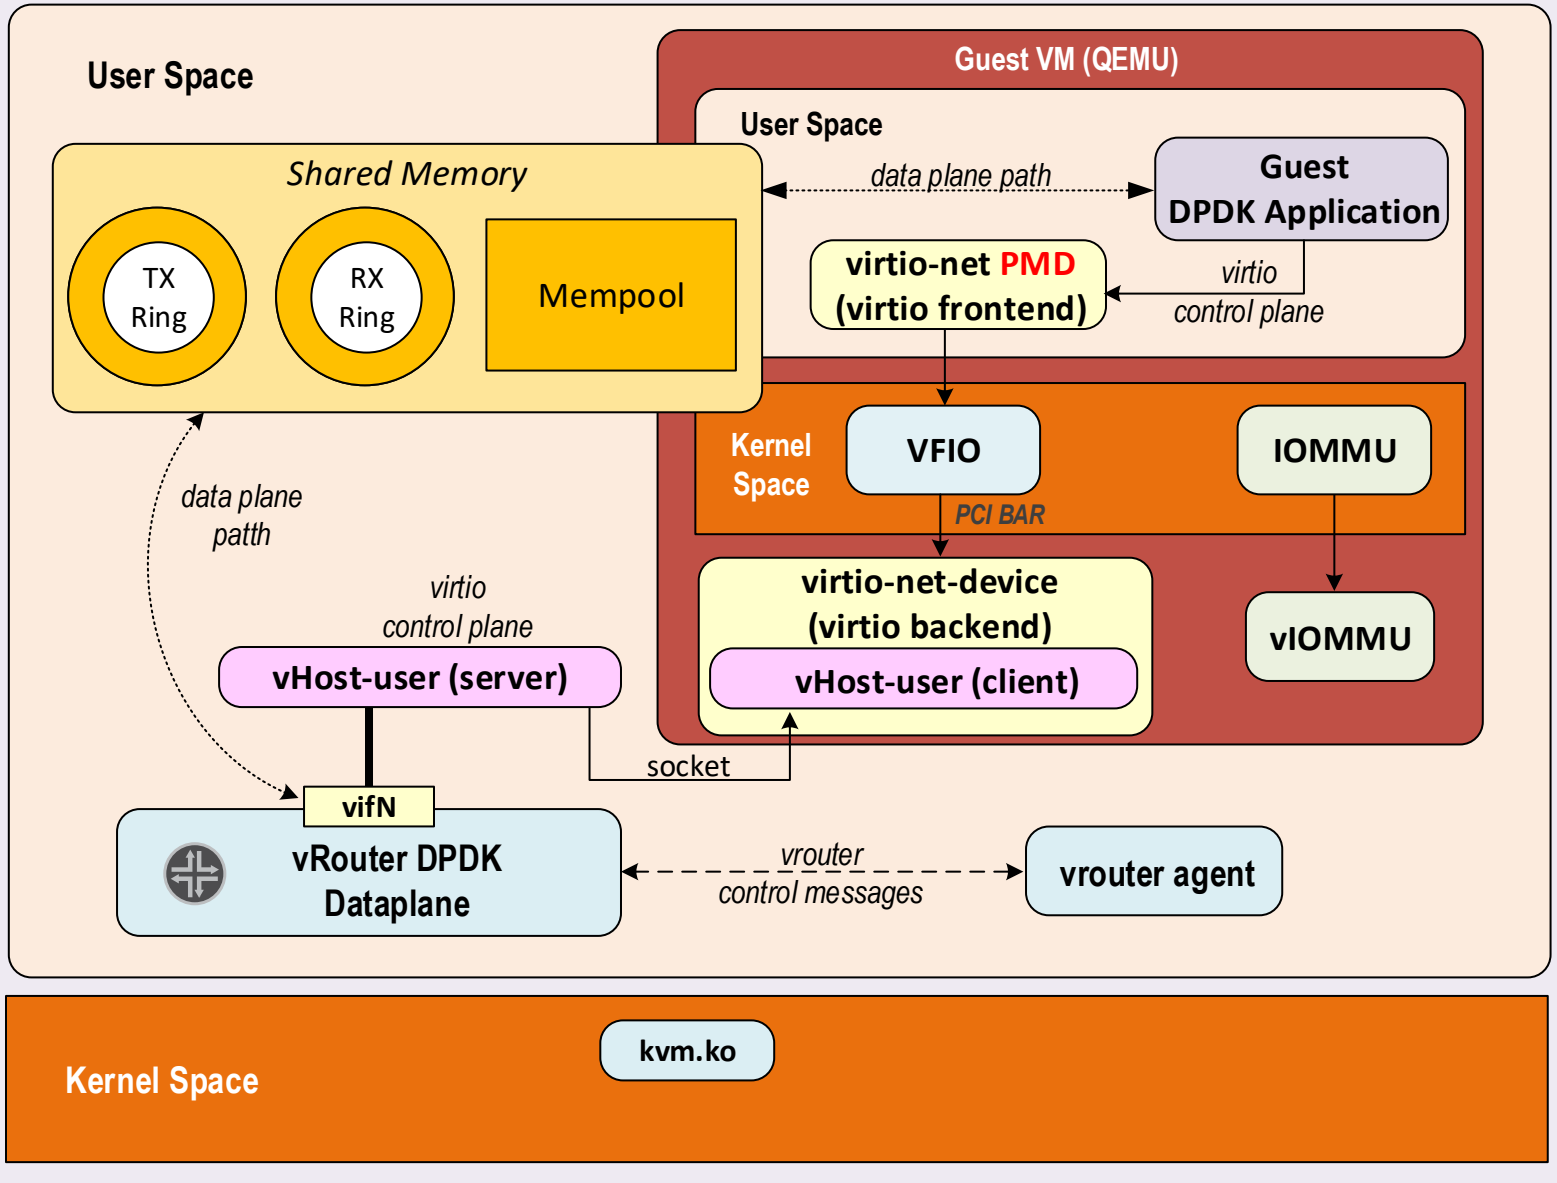 Guest VM (QEMU)
User Space
User Space
Shared Memory
TX
Ring
RX
Ring
Mempool
data plane path
Guest
DPDK Application
virtio-net PMD
(virtio frontend)
virtio
control plane
Kernel
Space
VFIO
IOMMU
PCI BAR
data plane
patth
virtio
control plane
virtio-net-device
(virtio backend)
vHost-user (client)
vIOMMU
vHost-user (server)
socket
vifN
vRouter DPDK
Dataplane
vrouter
control messages
vrouter agent
kvm.ko
Kernel Space